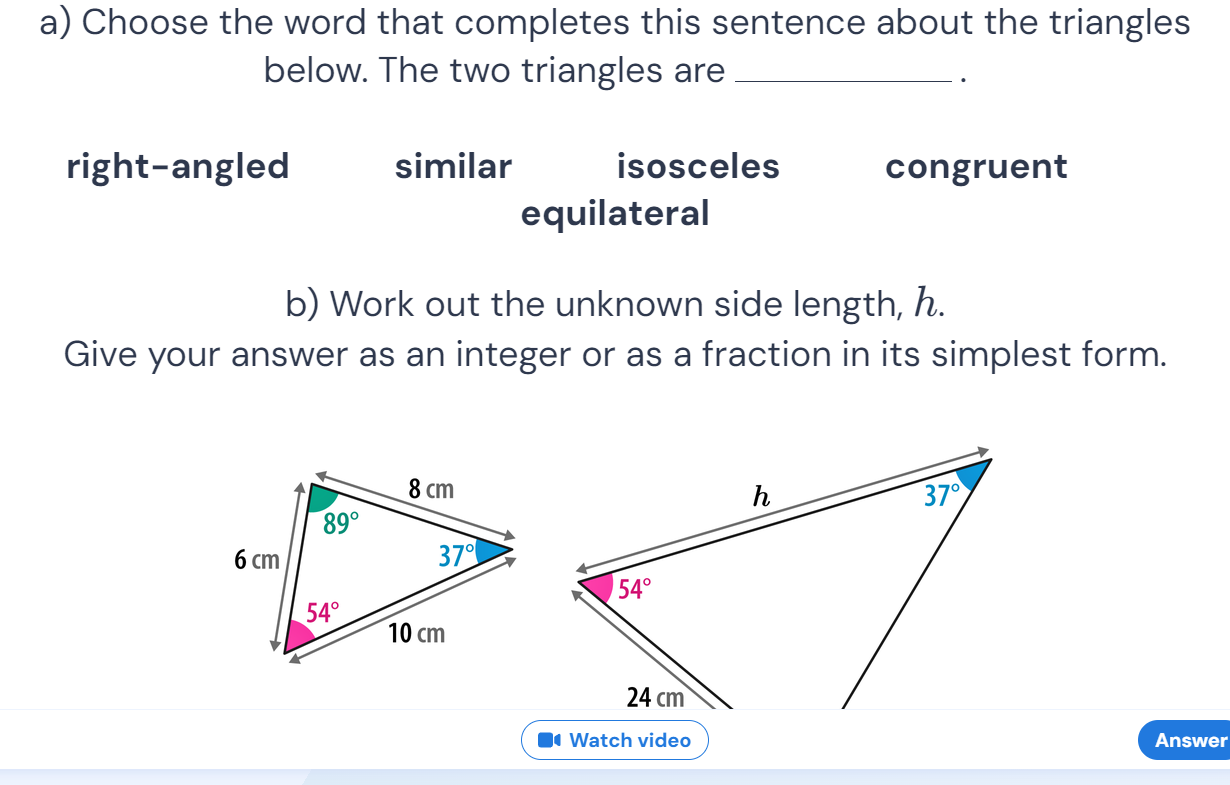 a) Choose the word that completes this sentence about the triangles
below. The two triangles are ____________ .
right-angled similar isosceles congruent
equilateral
b) Work out the unknown side length, h.
Give your answer as an integer or as a fraction in its simplest form.
8 cm
89°
37°
6 cm
54°
10 cm
h
37°
54°
24 cm
Watch video
Answer